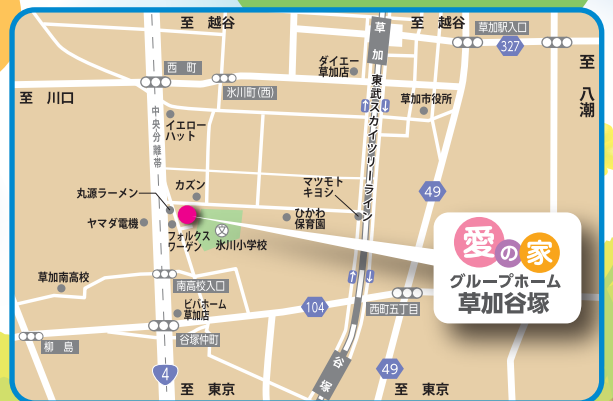 至 越谷
草加
至 越谷
草加駅入口
327
ダイエー
草加店
至 八潮
西 町
氷川町(西)
至 川口
東武スカイツリーライン
草加市役所
中央分離帯
イエロー
ハット
カズン
丸源ラーメン
マツモト
キヨシ
49
ひかわ
保育園
ヤマダ電機
フォルクス
ワーゲン
文
氷川小学校
愛の家
グループホーム
草加谷塚
草加南高校
南高校入口
ビバホーム
草加店
104
西町五丁目
柳 島
谷塚仲町
谷塚
4
至 東京
49
至 東京